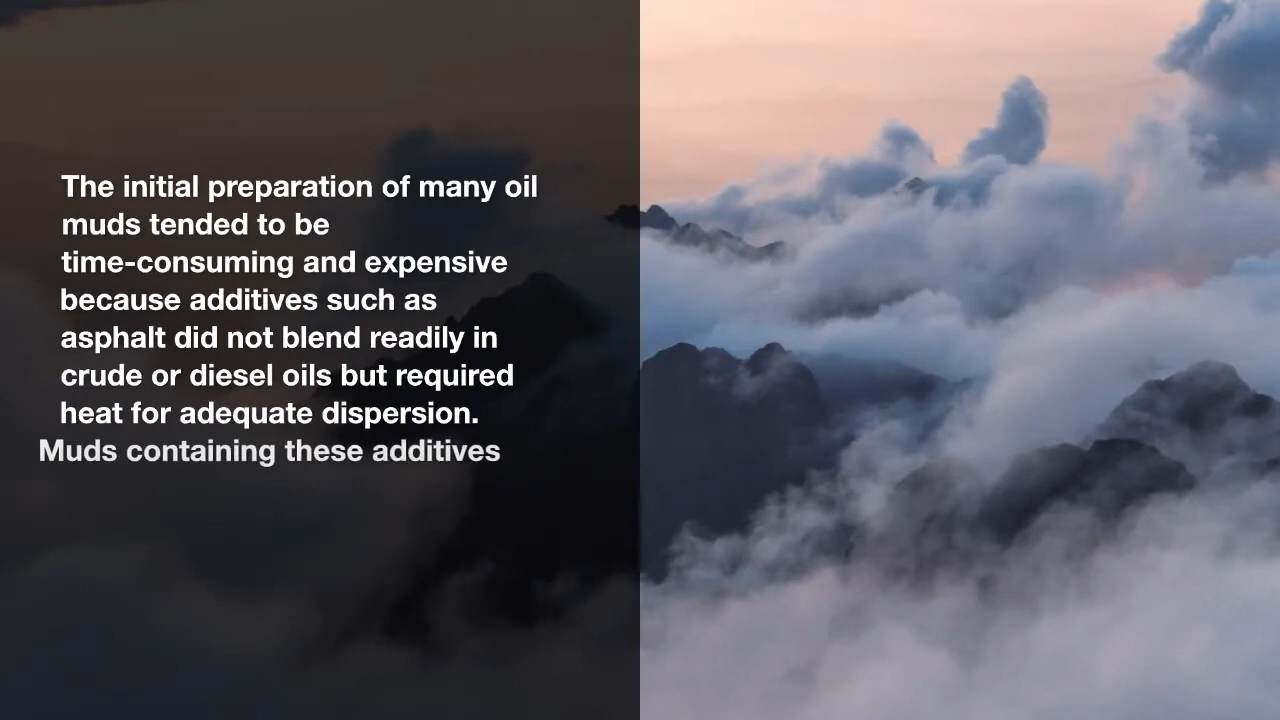 The initial preparation of many oil
muds tended to be
time-consuming and expensive
because additives such as
asphalt did not blend readily in
crude or diesel oils but required
heat for adequate dispersion.
Muds containing these additives